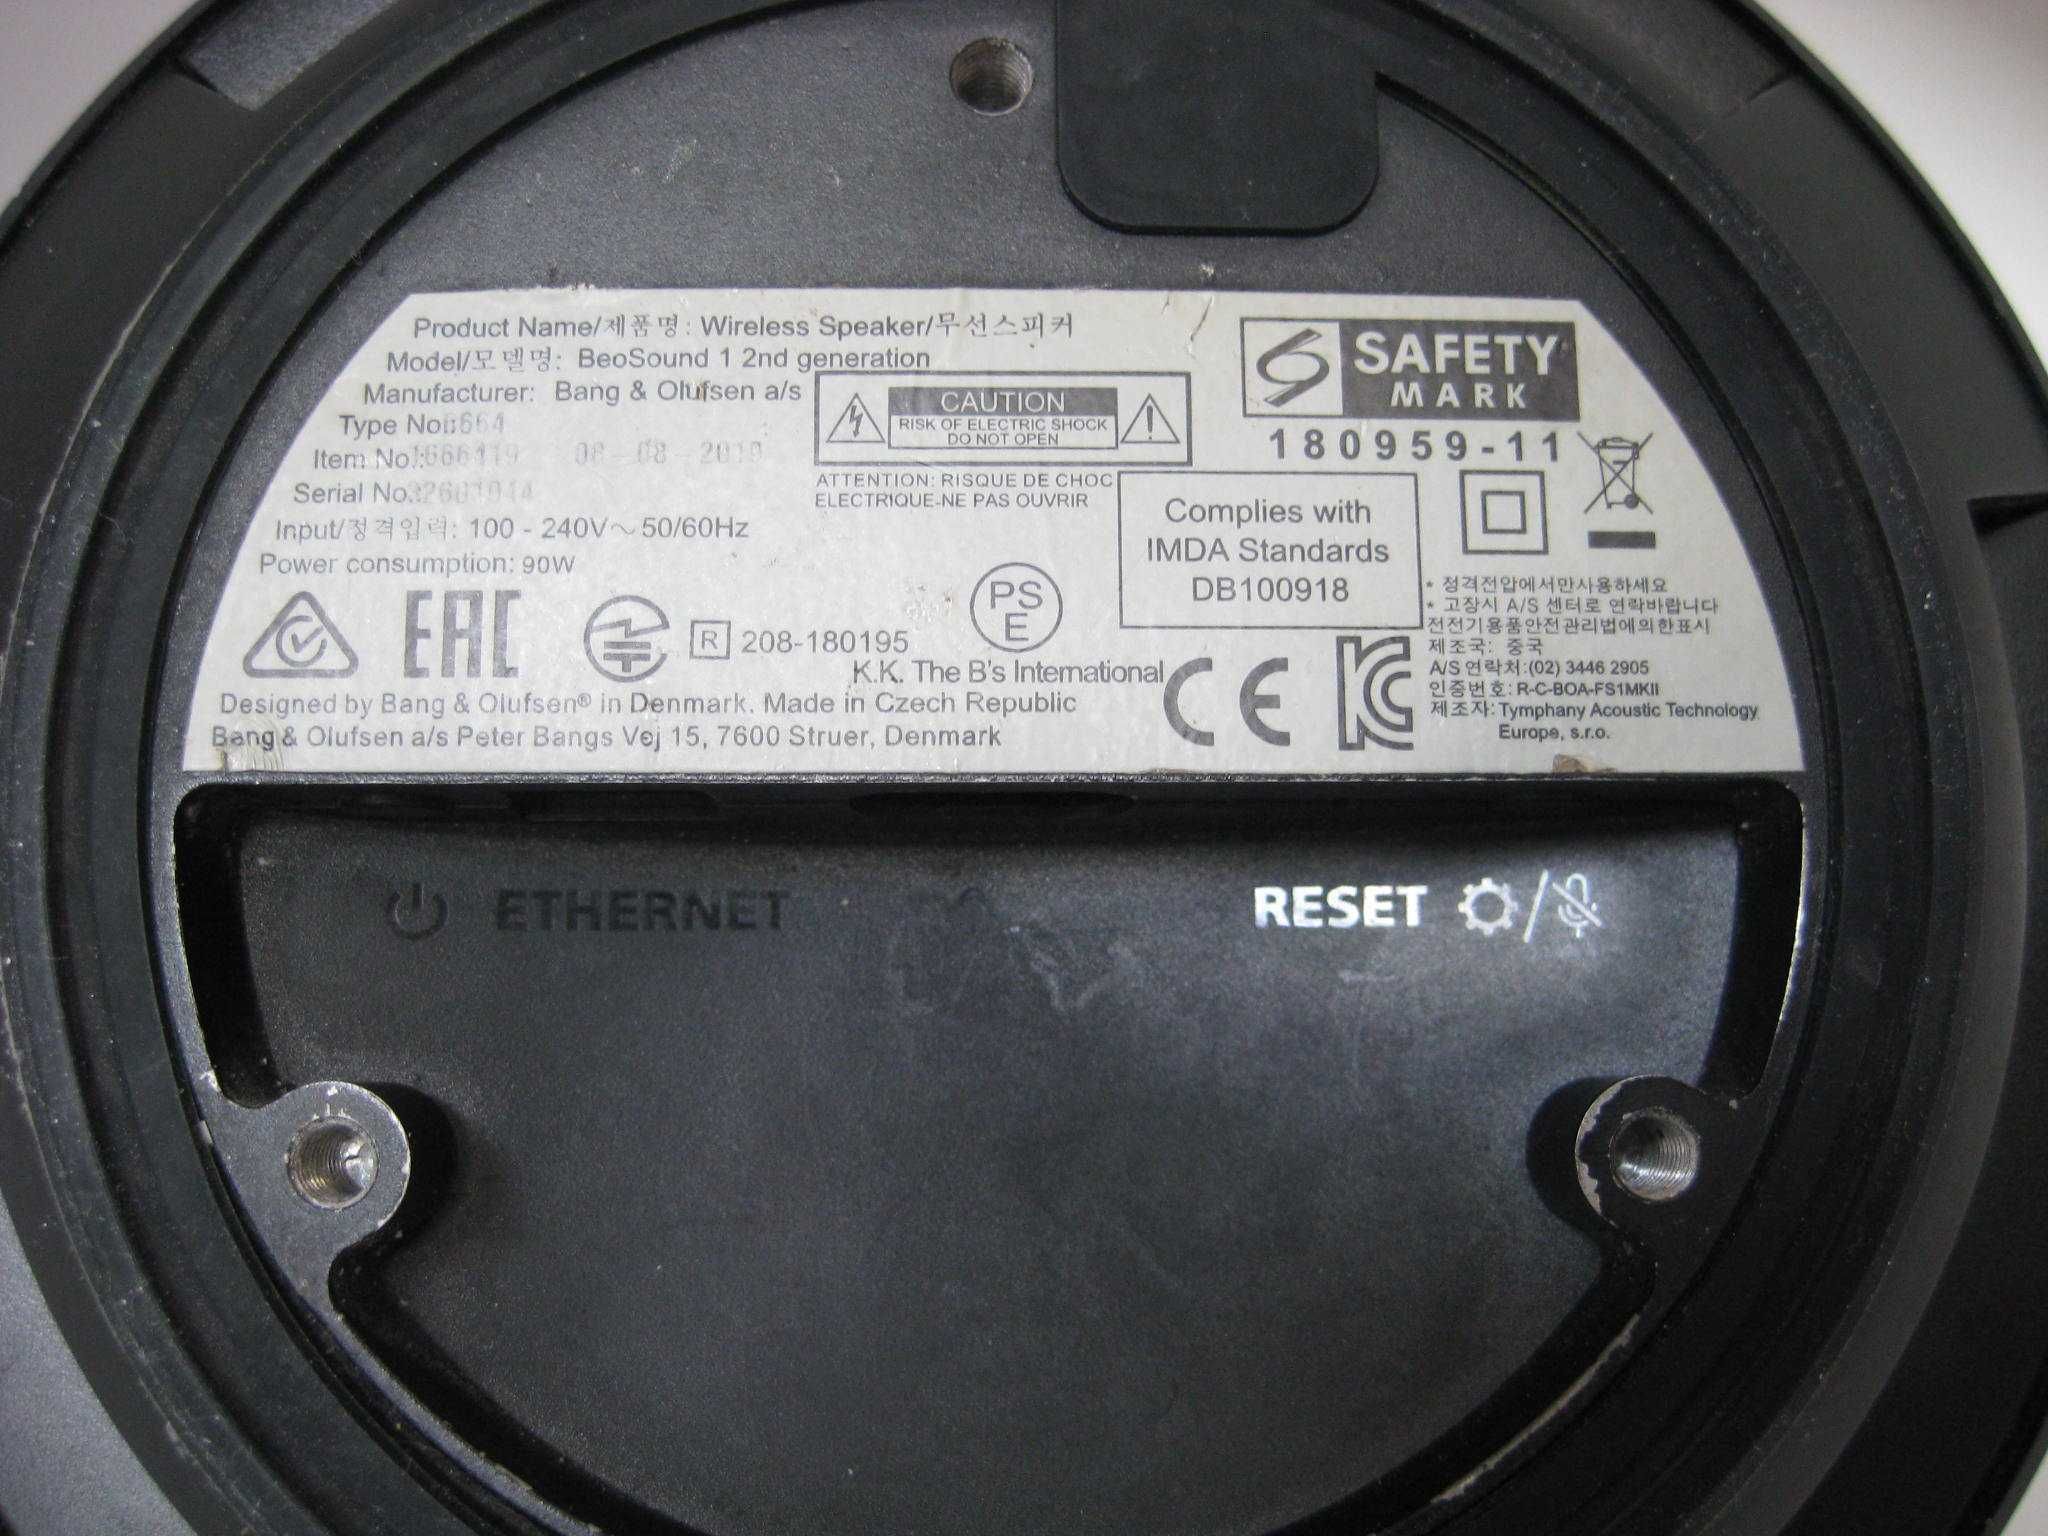 Product Name/제품명: Wireless Speaker/무선스피커
Model/모델명: BeoSound 1 2nd generation
Manufacturer: Bang & Olufsen a/s
Type No.:
Item No.:
Serial No.:
Input/정격입력: 100 - 240V~ 50/60Hz
Power consumption: 90W
CAUTION
RISK OF ELECTRIC SHOCK
DO NOT OPEN
ATTENTION: RISQUE DE CHOC
ELECTRIQUE-NE PAS OUVRIR
SAFETY
MARK
180959-11
Complies with
IMDA Standards
DB100918
EAC
R 208-180195
PS
E
K.K. The B's International
Designed by Bang & Olufsen® in Denmark. Made in Czech Republic
Bang & Olufsen a/s Peter Bangs Vej 15, 7600 Struer, Denmark
CE
* 정격전압에서만사용하세요
* 고장시 A/S 센터로 연락바랍니다
전전기용품안전관리법에의한표시
제조국: 중국
A/S 연락처:(02) 3446 2905
인증번호: R-C-BOA-FS1MKII
제조자: Tymphany Acoustic Technology
Europe, s.r.o.
ETHERNET
RESET